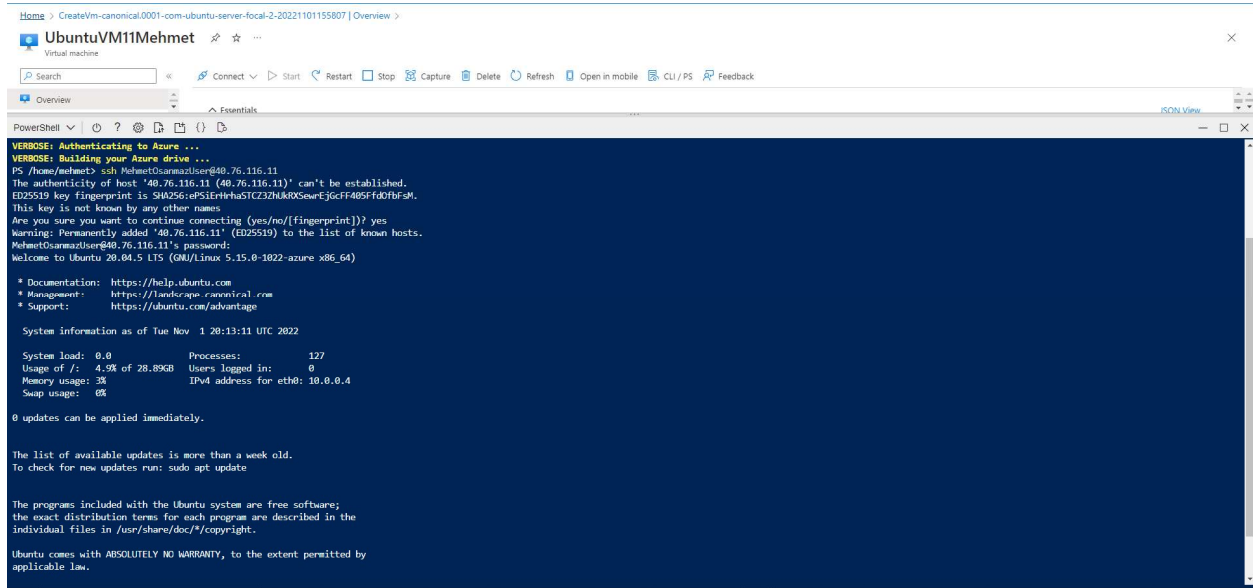 Home > CreateVm-canonical.0001-com-ubuntu-server-focal-2-20221101155807 | Overview >
UbuntuVM11Mehmet
Virtual machine
Search
Connect Start Restart Stop Capture Delete Refresh Open in mobile CLI / PS Feedback
Overview
Essentials
JSON View
PowerShell
VERBOSE: Authenticating to Azure ...
VERBOSE: Building your Azure drive ...
PS /home/mehmet> ssh MehmetOsanmazUser@40.76.116.11
The authenticity of host '40.76.116.11 (40.76.116.11)' can't be established.
ED25519 key fingerprint is SHA256:ePSiErHrhaSTCZ3ZhUkRXSewrEjGcFF405FfdOfbFsM.
This key is not known by any other names
Are you sure you want to continue connecting (yes/no/[fingerprint])? yes
Warning: Permanently added '40.76.116.11' (ED25519) to the list of known hosts.
MehmetOsanmazUser@40.76.116.11's password:
Welcome to Ubuntu 20.04.5 LTS (GNU/Linux 5.15.0-1022-azure x86_64)
* Documentation: https://help.ubuntu.com
* Management: https://landscape.canonical.com
* Support: https://ubuntu.com/advantage
System information as of Tue Nov 1 20:13:11 UTC 2022
System load: 0.0 Processes: 127
Usage of /: 4.9% of 28.89GB Users logged in: 0
Memory usage: 3% IPv4 address for eth0: 10.0.0.4
Swap usage: 0%
0 updates can be applied immediately.
The list of available updates is more than a week old.
To check for new updates run: sudo apt update
The programs included with the Ubuntu system are free software;
the exact distribution terms for each program are described in the
individual files in /usr/share/doc/*/copyright.
Ubuntu comes with ABSOLUTELY NO WARRANTY, to the extent permitted by
applicable law.